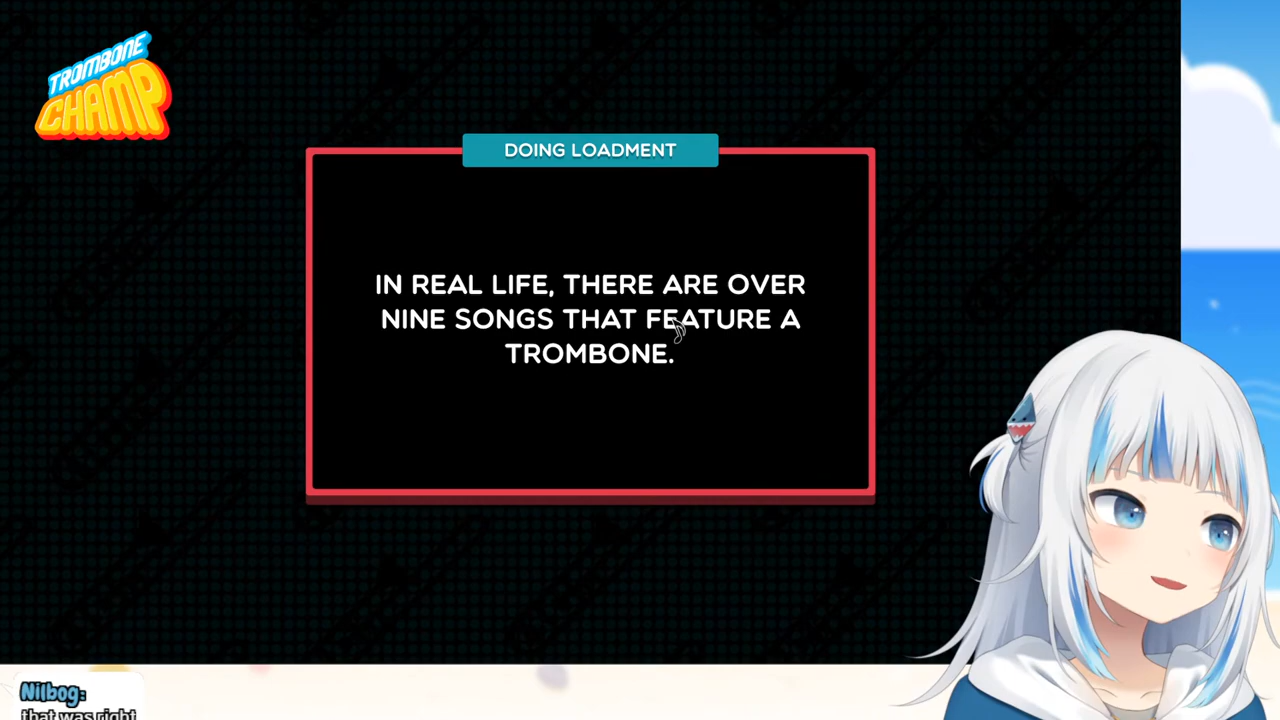 TROMBONE
CHAMP
DOING LOADMENT
IN REAL LIFE, THERE ARE OVER
NINE SONGS THAT FEATURE A
TROMBONE.
Nilbog:
that was right